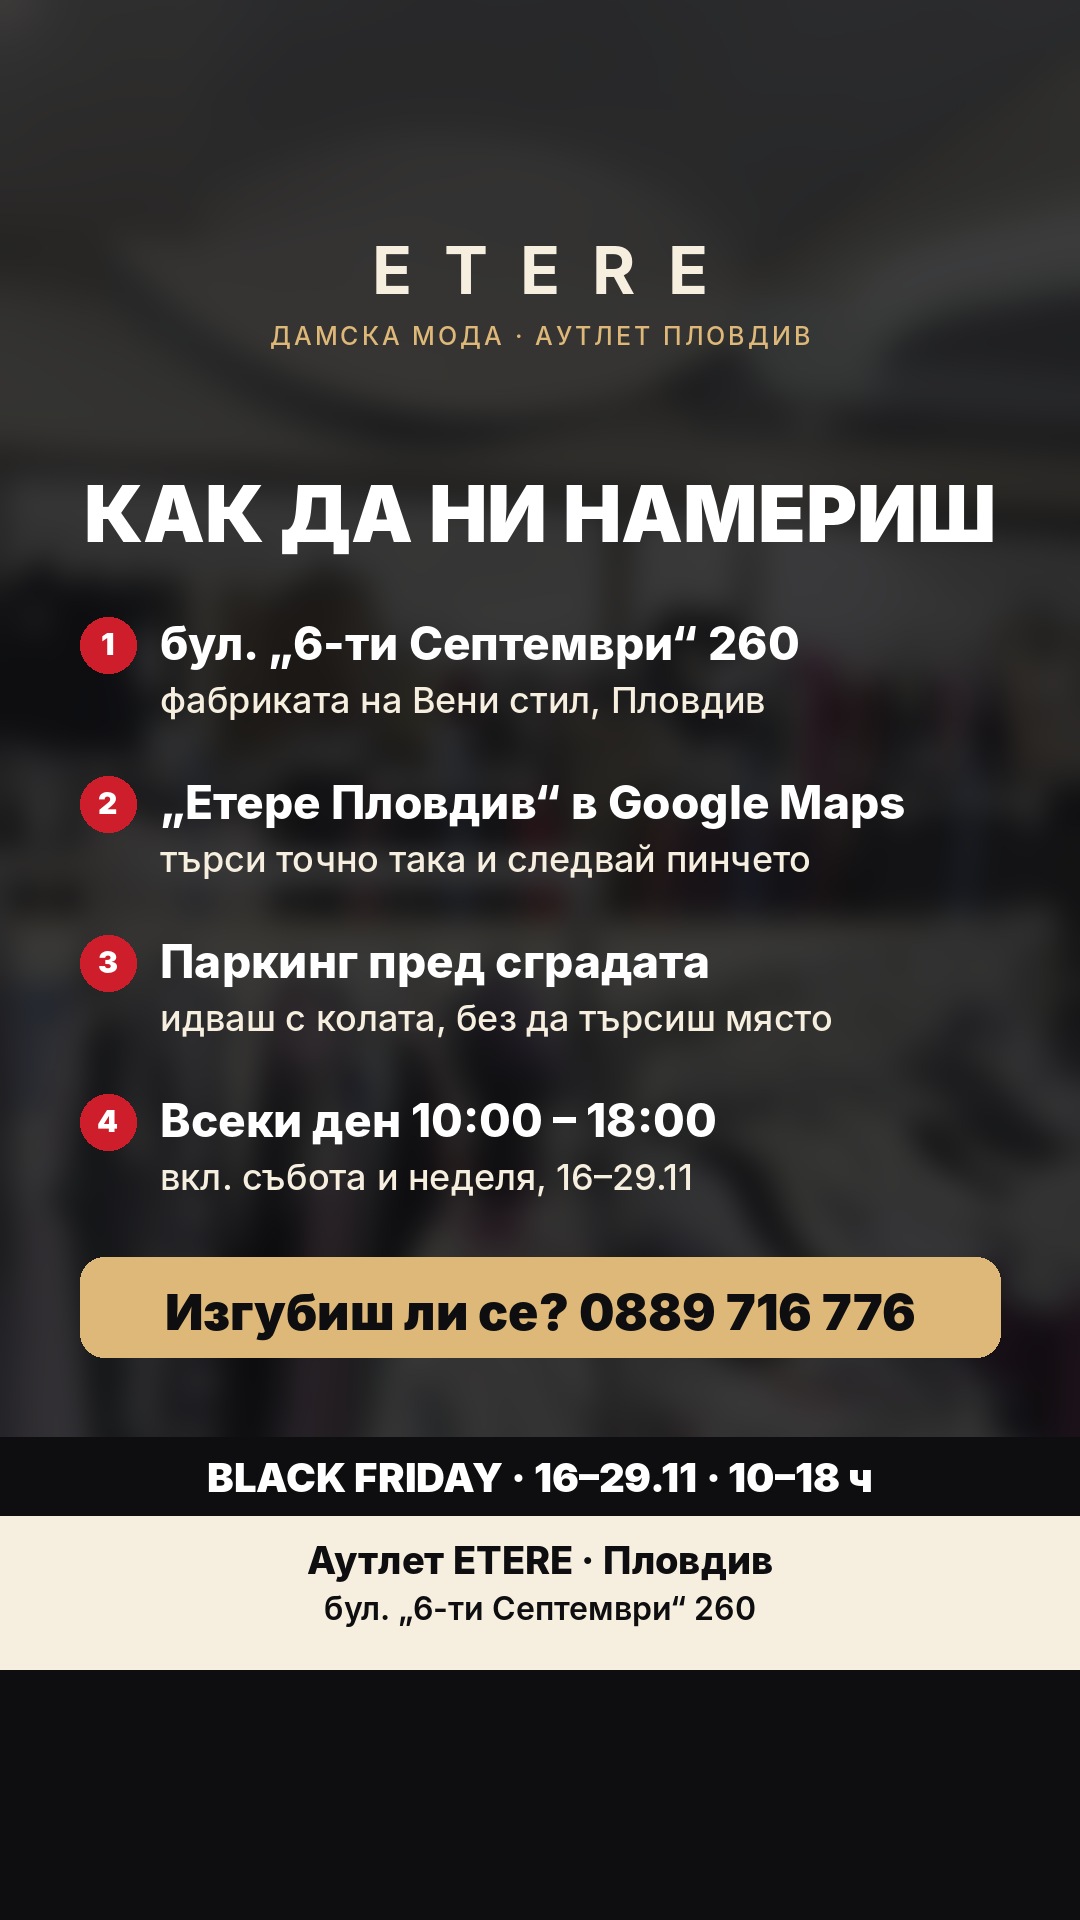 ETERE
ДАМСКА МОДА · АУТЛЕТ ПЛОВДИВ
КАК ДА НИ НАМЕРИШ
1 бул. „6-ти Септември“ 260
фабриката на Вени стил, Пловдив
2 „Етере Пловдив“ в Google Maps
търси точно така и следвай пинчето
3 Паркинг пред сградата
идваш с колата, без да търсиш място
4 Всеки ден 10:00 – 18:00
вкл. събота и неделя, 16–29.11
Изгубиш ли се? 0889 716 776
BLACK FRIDAY · 16–29.11 · 10–18 ч
Аутлет ETERE · Пловдив
бул. „6-ти Септември“ 260